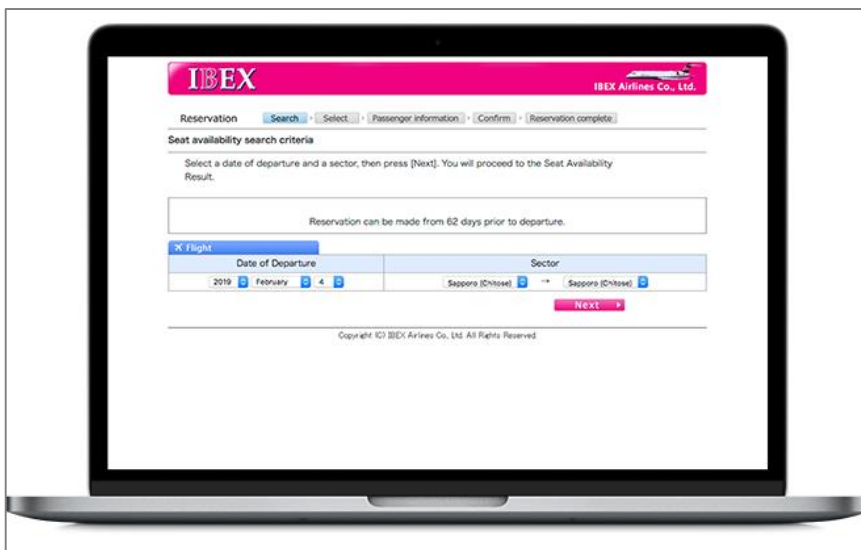 IBEX
IBEX Airlines Co., Ltd.
Reservation Search Select Passenger information Confirm Reservation complete
Seat availability search criteria
Select a date of departure and a sector, then press [Next]. You will proceed to the Seat Availability
Result.
Reservation can be made from 62 days prior to departure.
Flight
Date of Departure Sector
2019 February 4 Sapporo (Chitose) → Sapporo (Chitose)
Next
Copyright (C) IBEX Airlines Co., Ltd. All Rights Reserved.